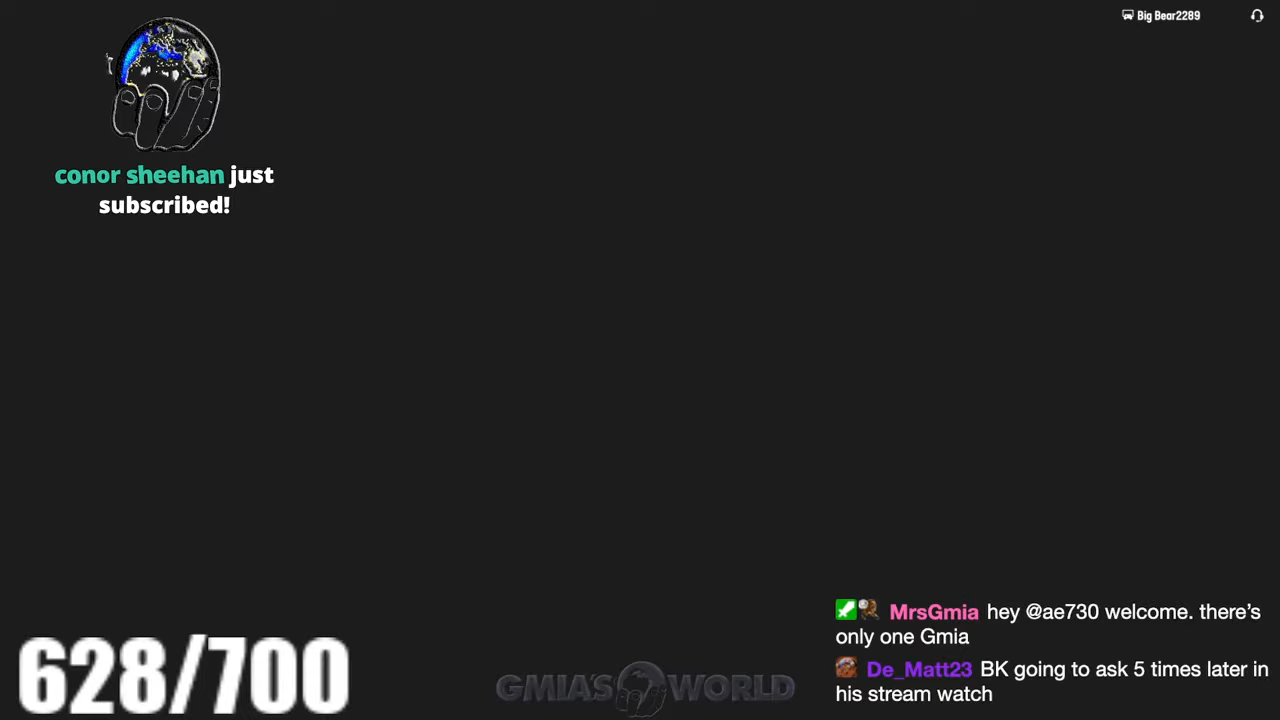 Big Bear2289
conor sheehan just
subscribed!
MrsGmia hey @ae730 welcome. there's
only one Gmia
De_Matt23 BK going to ask 5 times later in
his stream watch
628/700
GMIA'S WORLD